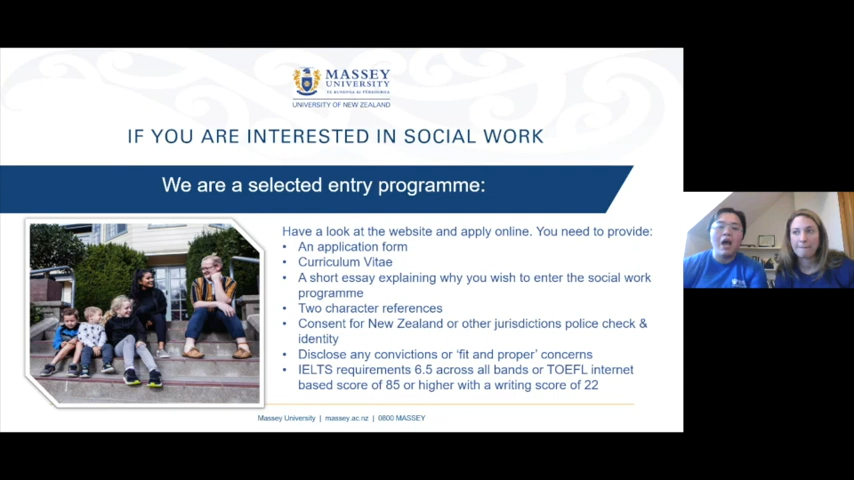 MASSEY
UNIVERSITY
TE KUNENGA KI PŪREHUROA
UNIVERSITY OF NEW ZEALAND
IF YOU ARE INTERESTED IN SOCIAL WORK
We are a selected entry programme:
Have a look at the website and apply online. You need to provide:
• An application form
• Curriculum Vitae
• A short essay explaining why you wish to enter the social work
programme
• Two character references
• Consent for New Zealand or other jurisdictions police check &
identity
• Disclose any convictions or ‘fit and proper’ concerns
• IELTS requirements 6.5 across all bands or TOEFL internet
based score of 85 or higher with a writing score of 22
Massey University | massey.ac.nz | 0800 MASSEY